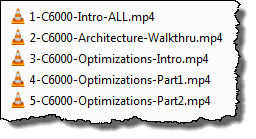 1-C6000-Intro-ALL.mp4
2-C6000-Architecture-Walkthru.mp4
3-C6000-Optimizations-Intro.mp4
4-C6000-Optimizations-Part1.mp4
5-C6000-Optimizations-Part2.mp4